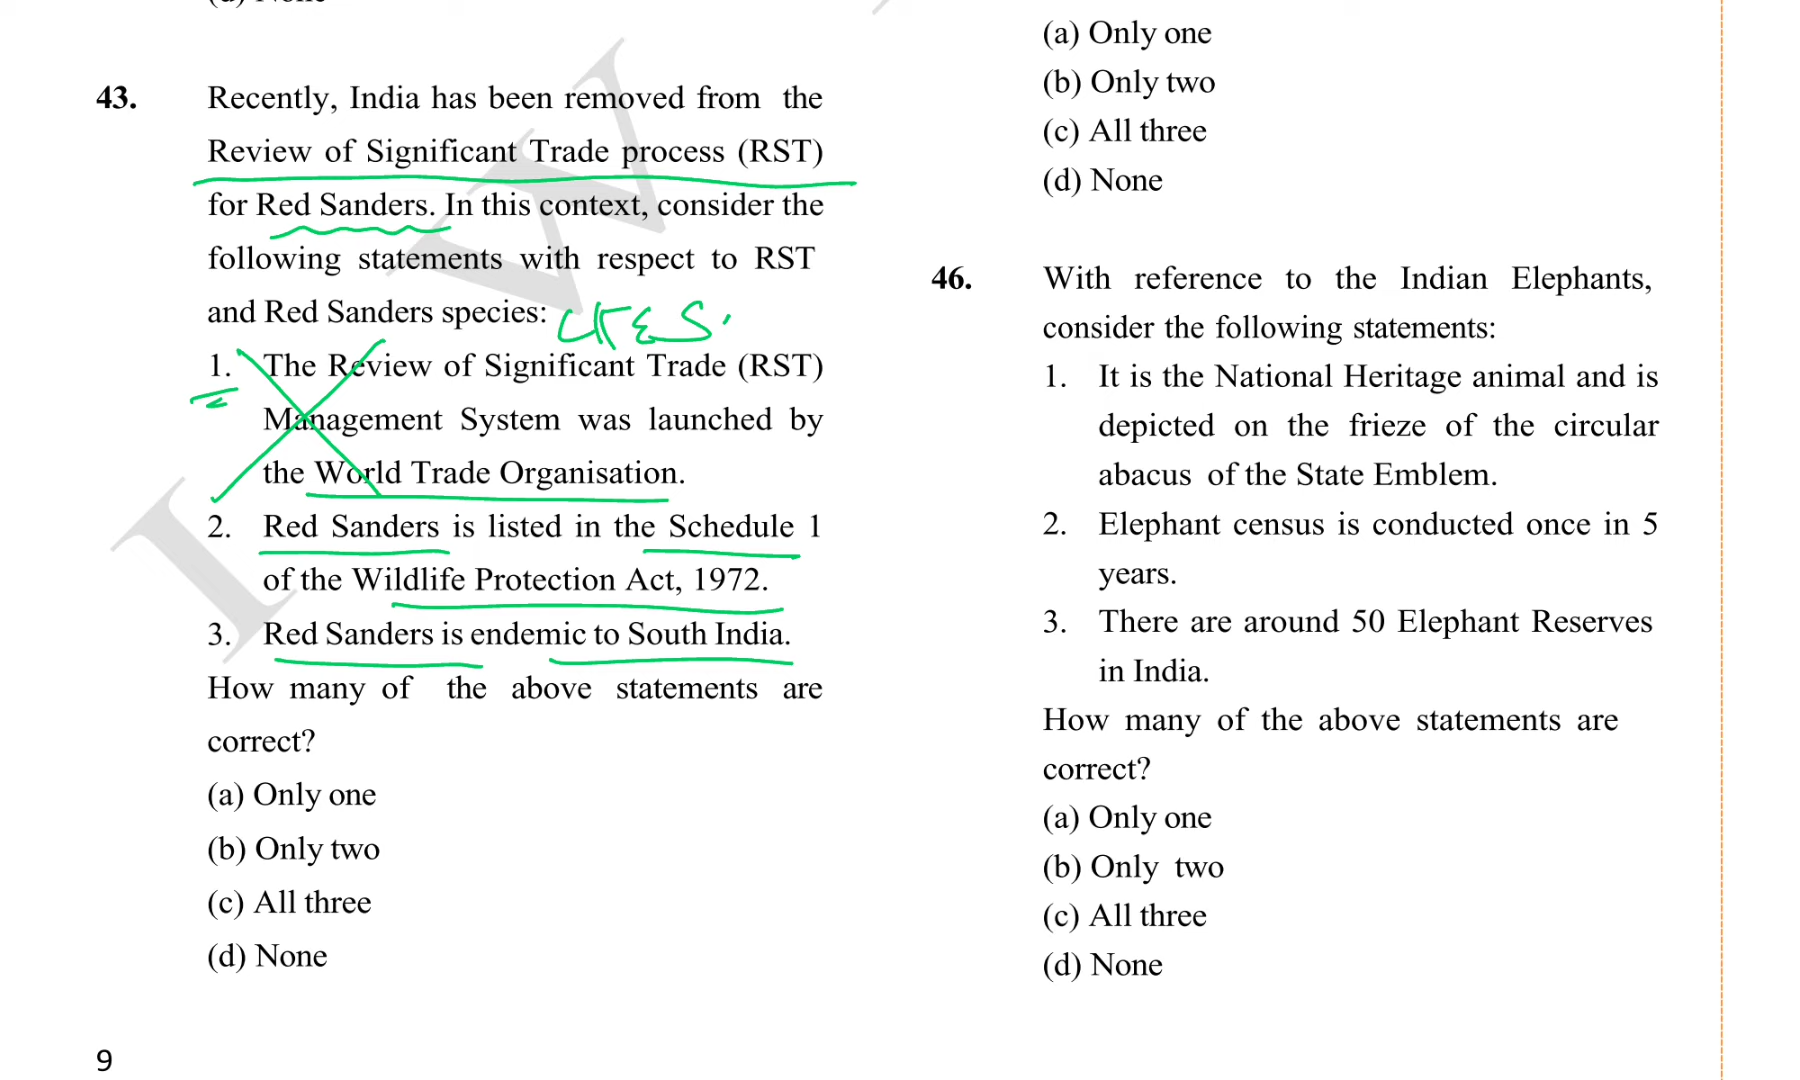 43. Recently, India has been removed from the
Review of Significant Trade process (RST)
for Red Sanders. In this context, consider the
following statements with respect to RST
and Red Sanders species: CITES.
1. The Review of Significant Trade (RST)
Management System was launched by
the World Trade Organisation.
2. Red Sanders is listed in the Schedule 1
of the Wildlife Protection Act, 1972.
3. Red Sanders is endemic to South India.
How many of the above statements are
correct?
(a) Only one
(b) Only two
(c) All three
(d) None
9
(a) Only one
(b) Only two
(c) All three
(d) None
46. With reference to the Indian Elephants,
consider the following statements:
1. It is the National Heritage animal and is
depicted on the frieze of the circular
abacus of the State Emblem.
2. Elephant census is conducted once in 5
years.
3. There are around 50 Elephant Reserves
in India.
How many of the above statements are
correct?
(a) Only one
(b) Only two
(c) All three
(d) None